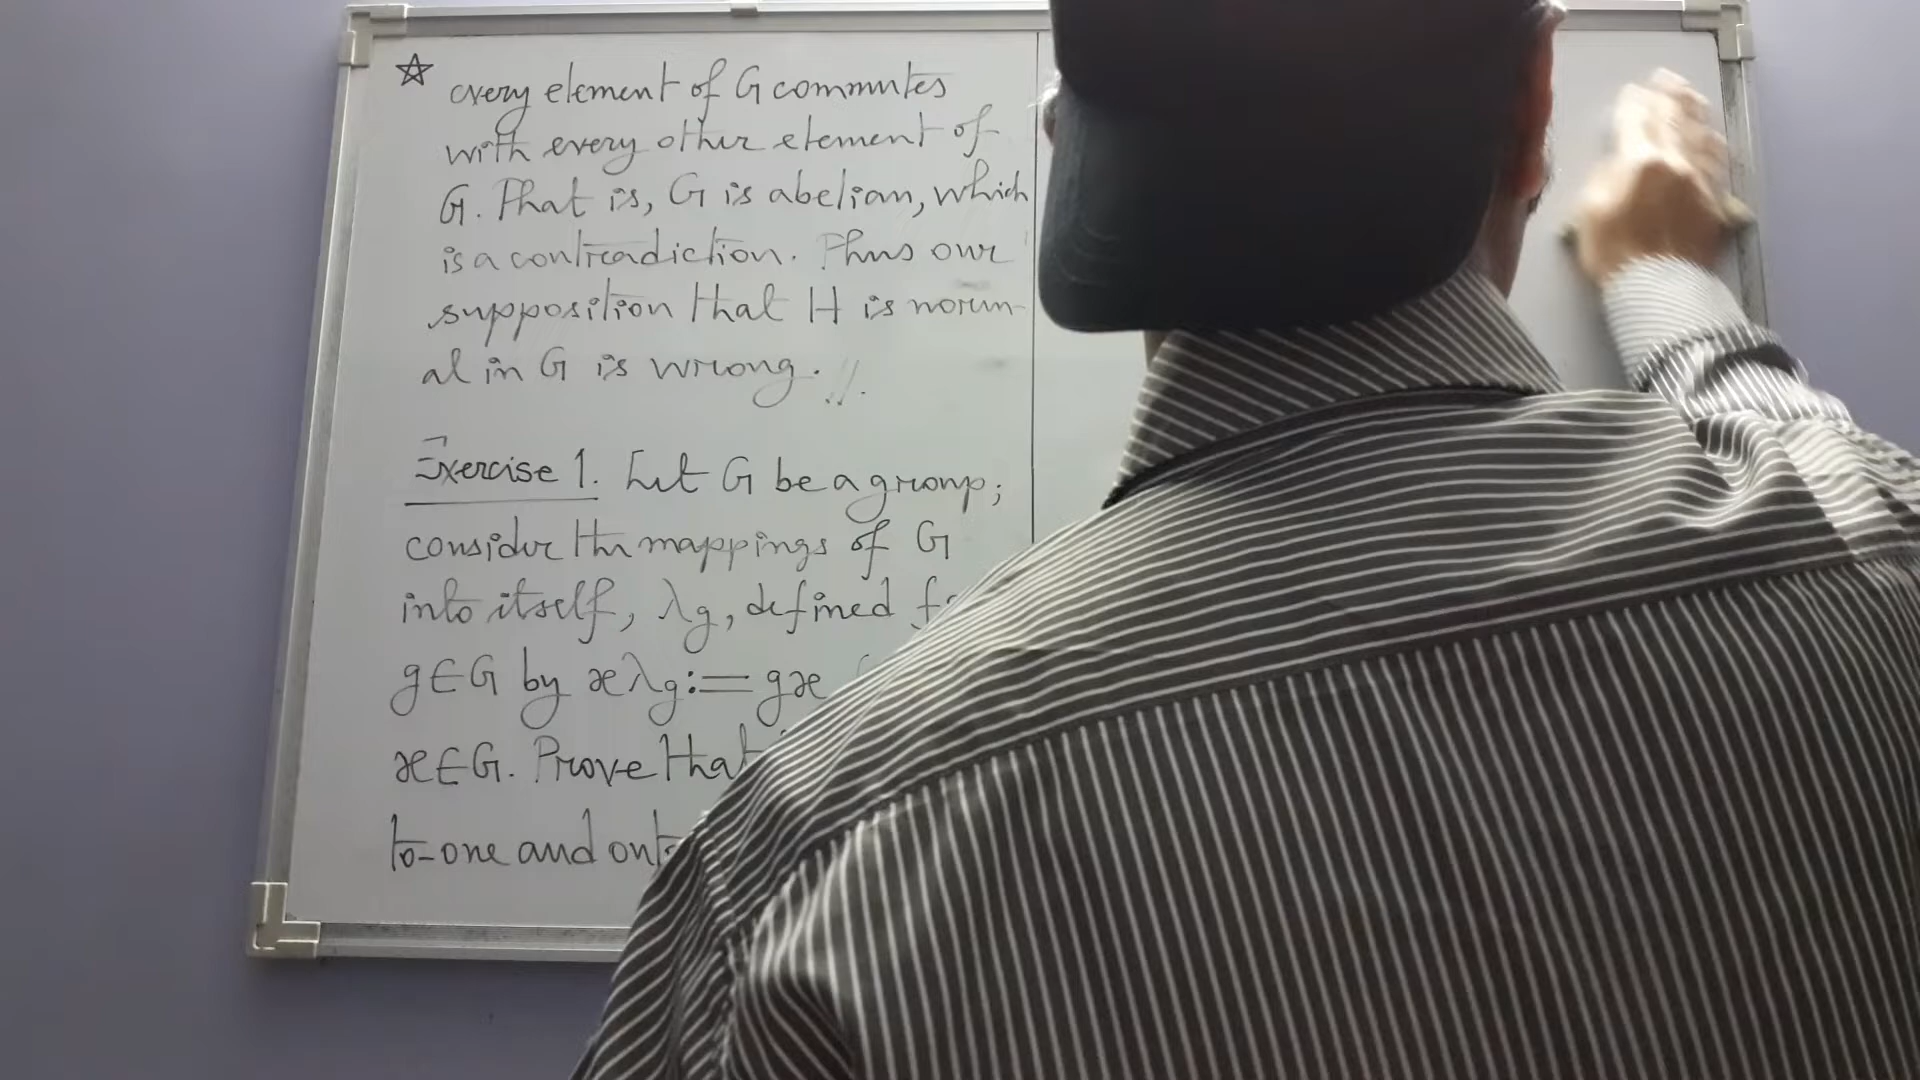 ☆ every element of G commutes
with every other element of
G. That is, G is abelian, which
is a contradiction. Thus our
supposition that H is norm-
al in G is wrong. //.
Exercise 1. Let G be a group;
consider the mappings of G
into itself, λg, defined
g∈G by xλg:=gx
x∈G. Prove that
to-one and onto